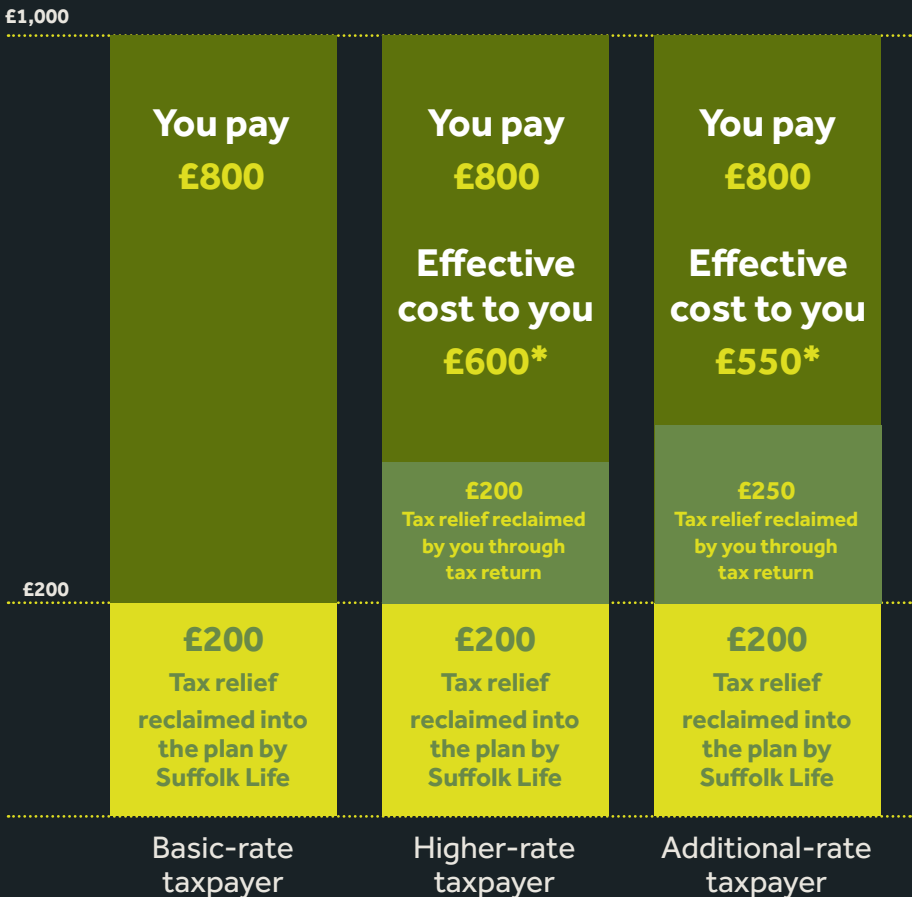 £1,000
You pay
£800
You pay
£800
Effective
cost to you
£600*
You pay
£800
Effective
cost to you
£550*
£200
Tax relief reclaimed
by you through
tax return
£250
Tax relief reclaimed
by you through
tax return
£200
£200
Tax relief
reclaimed into
the plan by
Suffolk Life
£200
Tax relief
reclaimed into
the plan by
Suffolk Life
£200
Tax relief
reclaimed into
the plan by
Suffolk Life
Basic-rate
taxpayer
Higher-rate
taxpayer
Additional-rate
taxpayer